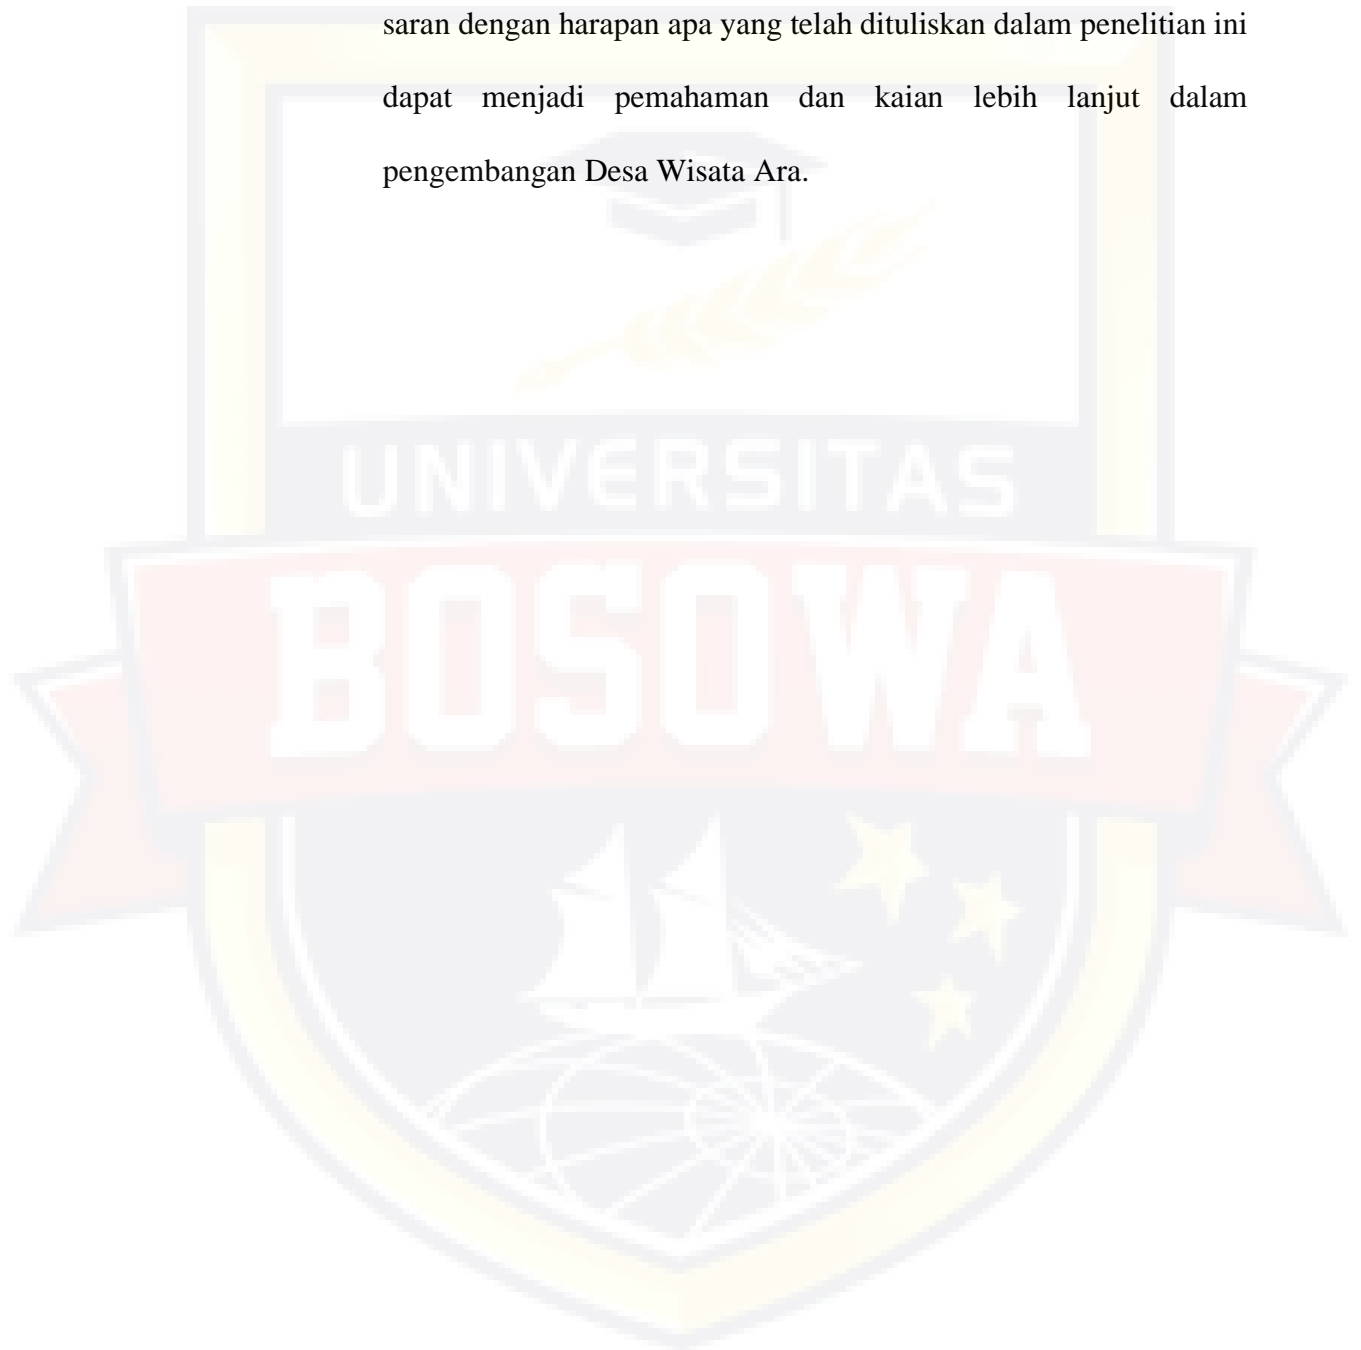 saran dengan harapan apa yang telah dituliskan dalam penelitian ini
dapat menjadi pemahaman dan kaian lebih lanjut dalam
pengembangan Desa Wisata Ara.
UNIVERSITAS
BOSOWA